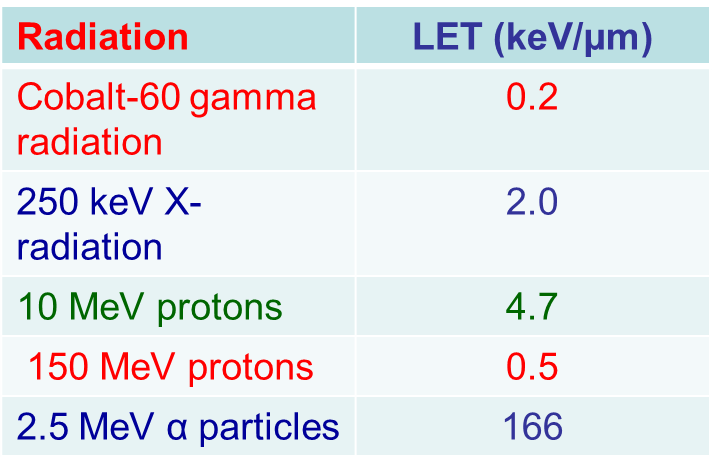 Radiation LET (keV/µm)
Cobalt-60 gamma 0.2
radiation
250 keV X- 2.0
radiation
10 MeV protons 4.7
150 MeV protons 0.5
2.5 MeV α particles 166